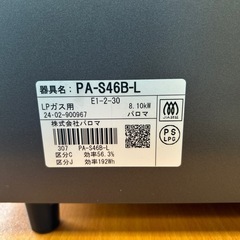 器具名: PA-S46B-L
LPガス用 E1-2-30 8.10kW
24・02-900967 パロマ
株式会社パロマ
307 PA-S46B-L
区分C 効率56.3%
区分J 効率192Wh
PS
LPG